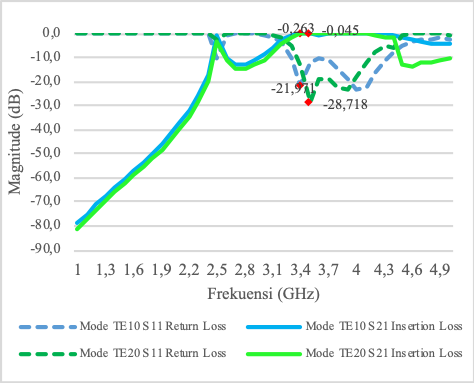 0,0
-10,0
-20,0
-30,0
-40,0
-50,0
-60,0
-70,0
-80,0
-90,0
Magnitude (dB)
-0,263
-0,045
-21,971
-28,718
1 1,3 1,6 1,9 2,2 2,5 2,8 3,1 3,4 3,7 4 4,3 4,6 4,9
Frekuensi (GHz)
Mode TE10 S11 Return Loss Mode TE10 S21 Insertion Loss
Mode TE20 S11 Return Loss Mode TE20 S21 Insertion Loss